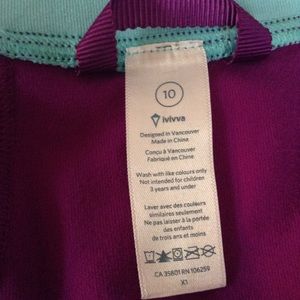 10
ivivva
Designed in Vancouver
Made in China
Conçu à Vancouver
Fabriqué en Chine
Wash with like colours only
Not intended for children
3 years and under
Laver avec des couleurs
similaires seulement
Ne pas laisser à la portée
des enfants
de trois ans et moins
CA 35801 RN 106259
X1